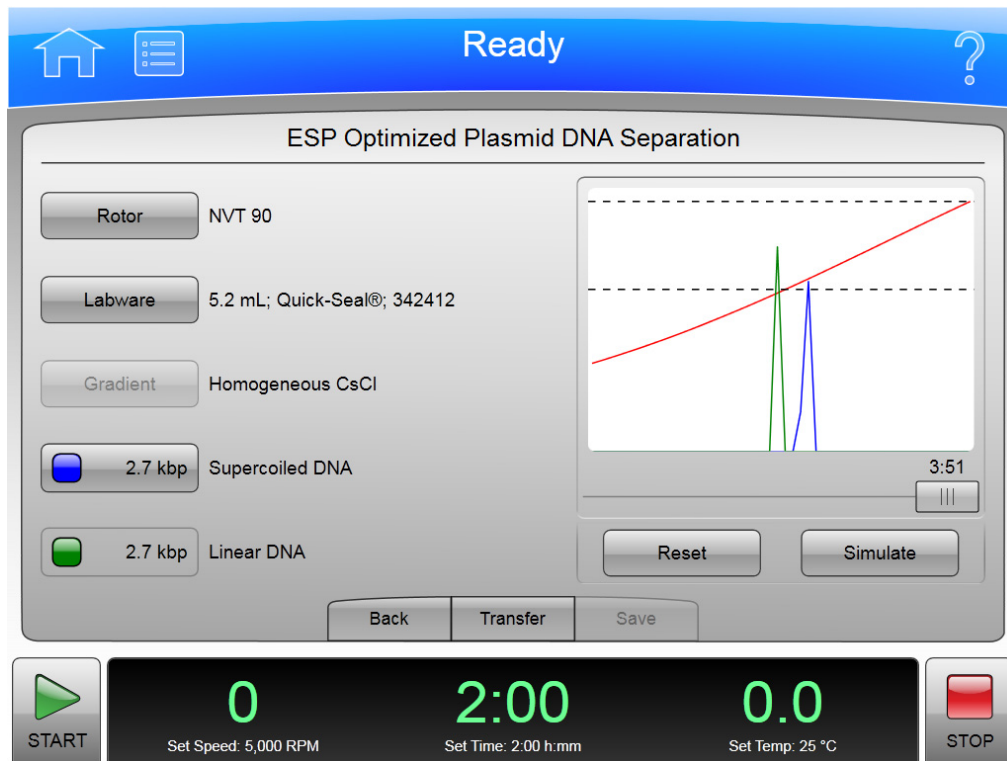 Ready
?
ESP Optimized Plasmid DNA Separation
Rotor NVT 90
Labware 5.2 mL; Quick-Seal®; 342412
Gradient Homogeneous CsCl
2.7 kbp Supercoiled DNA
2.7 kbp Linear DNA
3:51
Reset Simulate
Back Transfer Save
0 2:00 0.0
START Set Speed: 5,000 RPM Set Time: 2:00 h:mm Set Temp: 25 °C STOP